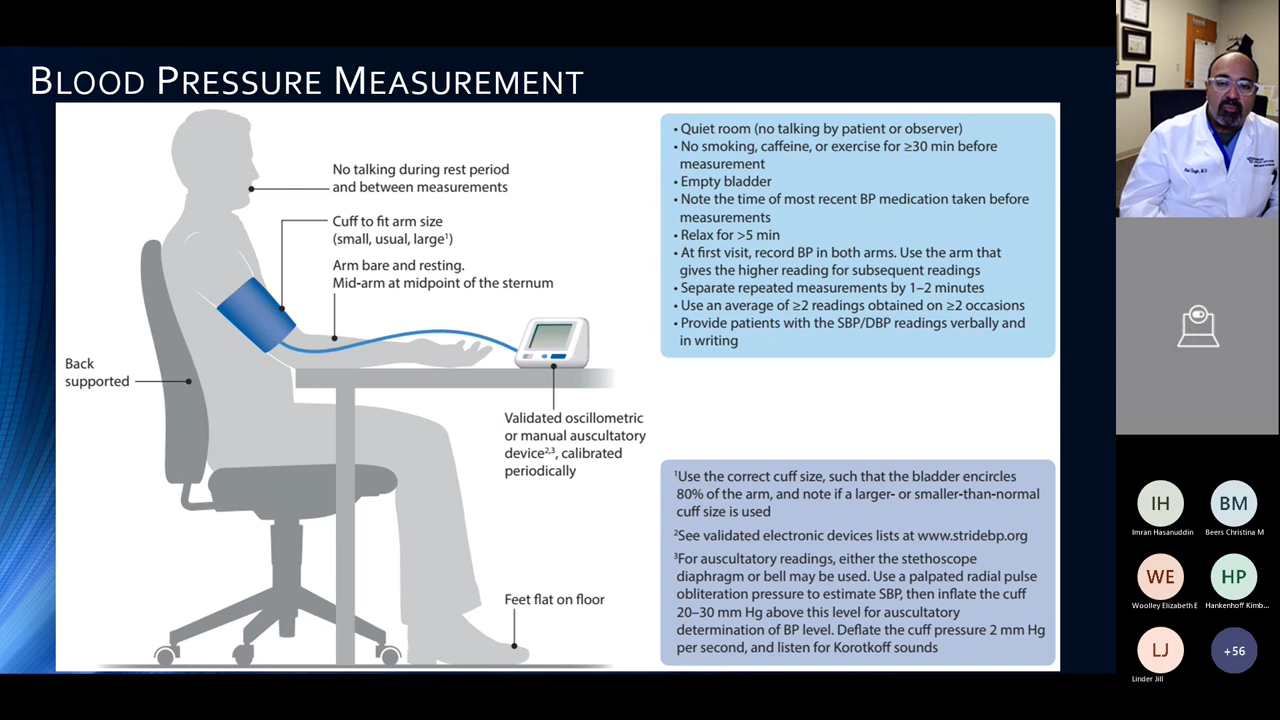 BLOOD PRESSURE MEASUREMENT
No talking during rest period
and between measurements
Cuff to fit arm size
(small, usual, large¹)
Arm bare and resting.
Mid-arm at midpoint of the sternum
Back
supported
Validated oscillometric
or manual auscultatory
device²,³, calibrated
periodically
Feet flat on floor
• Quiet room (no talking by patient or observer)
• No smoking, caffeine, or exercise for ≥30 min before
measurement
• Empty bladder
• Note the time of most recent BP medication taken before
measurements
• Relax for >5 min
• At first visit, record BP in both arms. Use the arm that
gives the higher reading for subsequent readings
• Separate repeated measurements by 1–2 minutes
• Use an average of ≥2 readings obtained on ≥2 occasions
• Provide patients with the SBP/DBP readings verbally and
in writing
¹Use the correct cuff size, such that the bladder encircles
80% of the arm, and note if a larger- or smaller-than-normal
cuff size is used
²See validated electronic devices lists at www.stridebp.org
³For auscultatory readings, either the stethoscope
diaphragm or bell may be used. Use a palpated radial pulse
obliteration pressure to estimate SBP, then inflate the cuff
20–30 mm Hg above this level for auscultatory
determination of BP level. Deflate the cuff pressure 2 mm Hg
per second, and listen for Korotkoff sounds
IH
Imran Hasanuddin
BM
Beers Christina M
WE
Woolley Elizabeth E
HP
Hankenhoff Kimb...
LJ
Linder Jill
+56